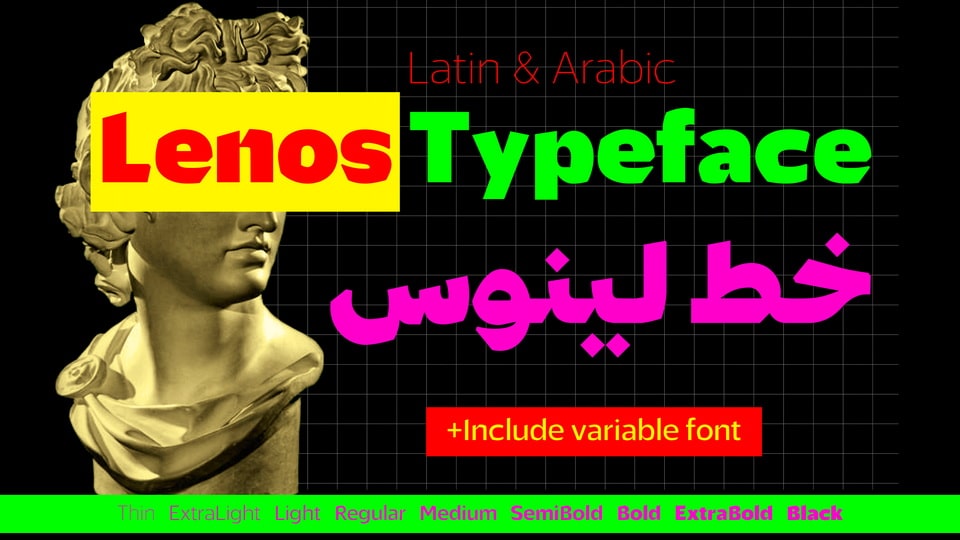 Latin & Arabic
Lenos Typeface
خط لينوس
+Include variable font
Thin ExtraLight Light Regular Medium SemiBold Bold ExtraBold Black